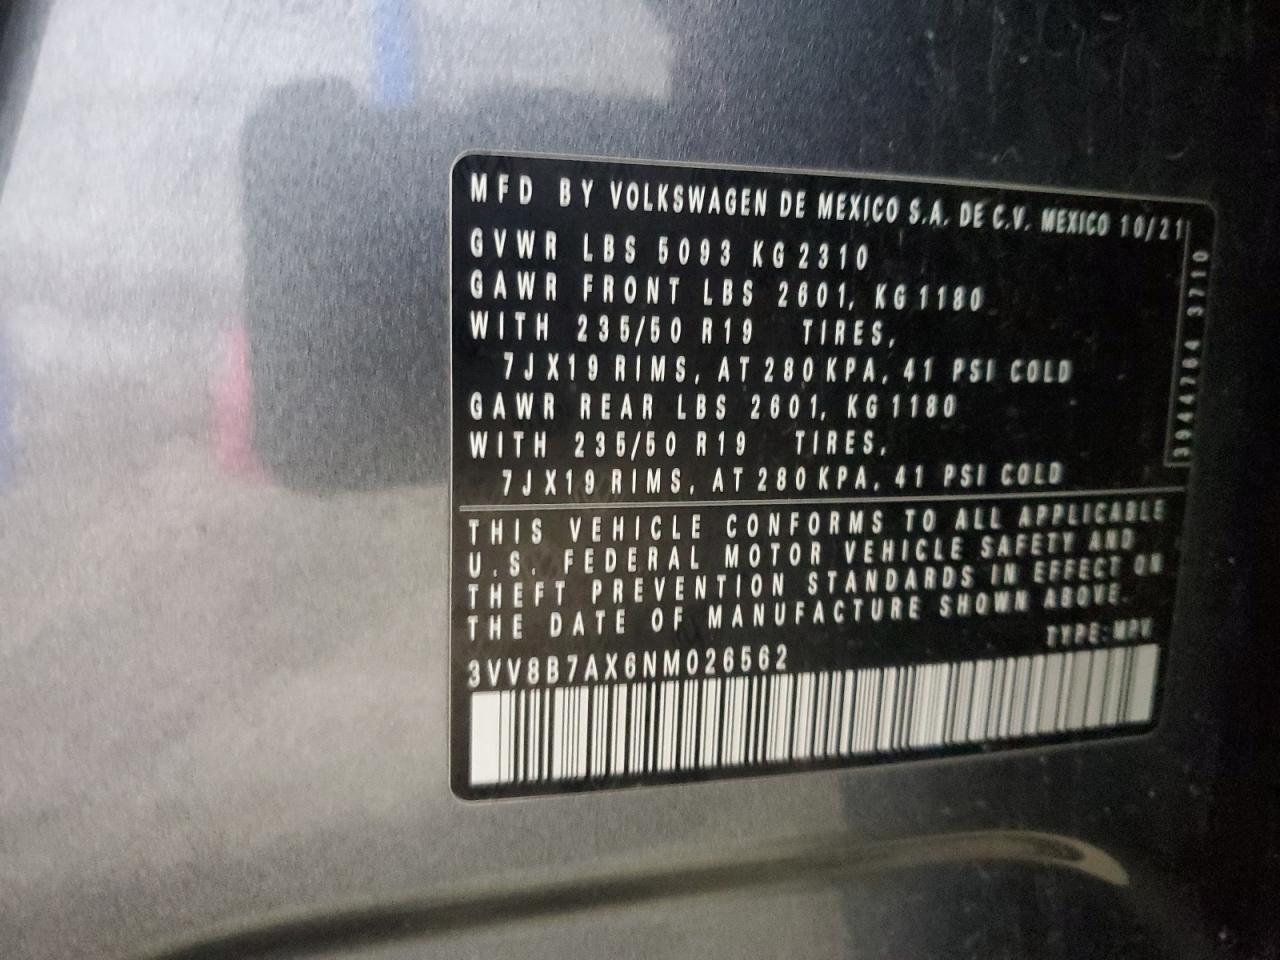 MFD BY VOLKSWAGEN DE MEXICO S.A. DE C.V. MEXICO 10/21
GVWR LBS 5093 KG 2310
GAWR FRONT LBS 2601, KG 1180
WITH 235/50 R19 TIRES,
7JX19 RIMS, AT 280 KPA, 41 PSI COLD
GAWR REAR LBS 2601, KG 1180
WITH 235/50 R19 TIRES,
7JX19 RIMS, AT 280 KPA, 41 PSI COLD
THIS VEHICLE CONFORMS TO ALL APPLICABLE
U.S. FEDERAL MOTOR VEHICLE SAFETY AND
THEFT PREVENTION STANDARDS IN EFFECT ON
THE DATE OF MANUFACTURE SHOWN ABOVE.
TYPE: MPV
3VV8B7AX6NM026562